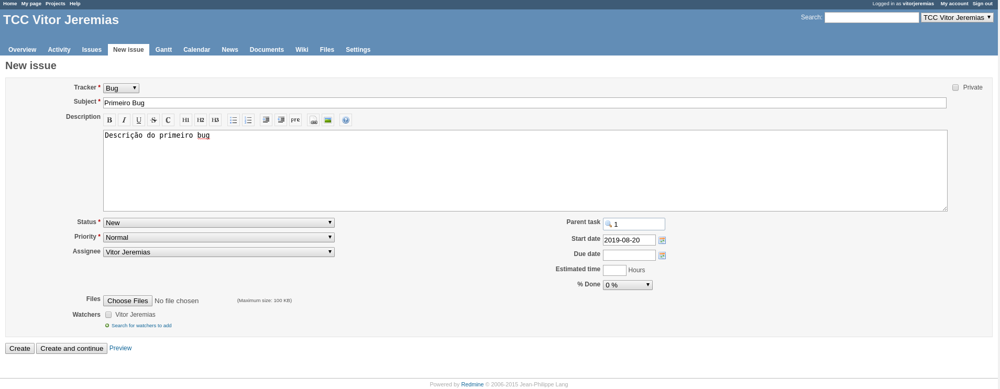 Home My page Projects Help Logged in as vitorjeremias My account Sign out
TCC Vitor Jeremias Search: TCC Vitor Jeremias
Overview Activity Issues New issue Gantt Calendar News Documents Wiki Files Settings
New issue
Tracker * Bug Private
Subject * Primeiro Bug
Description B I U S C H1 H2 H3 pre
Descrição do primeiro bug
Status * New Parent task 1
Priority * Normal Start date 2019-08-20
Assignee Vitor Jeremias Due date
Estimated time Hours
% Done 0 %
Files Choose Files No file chosen (Maximum size: 100 KB)
Watchers Vitor Jeremias
Search for watchers to add
Create Create and continue Preview
Powered by Redmine © 2006-2015 Jean-Philippe Lang